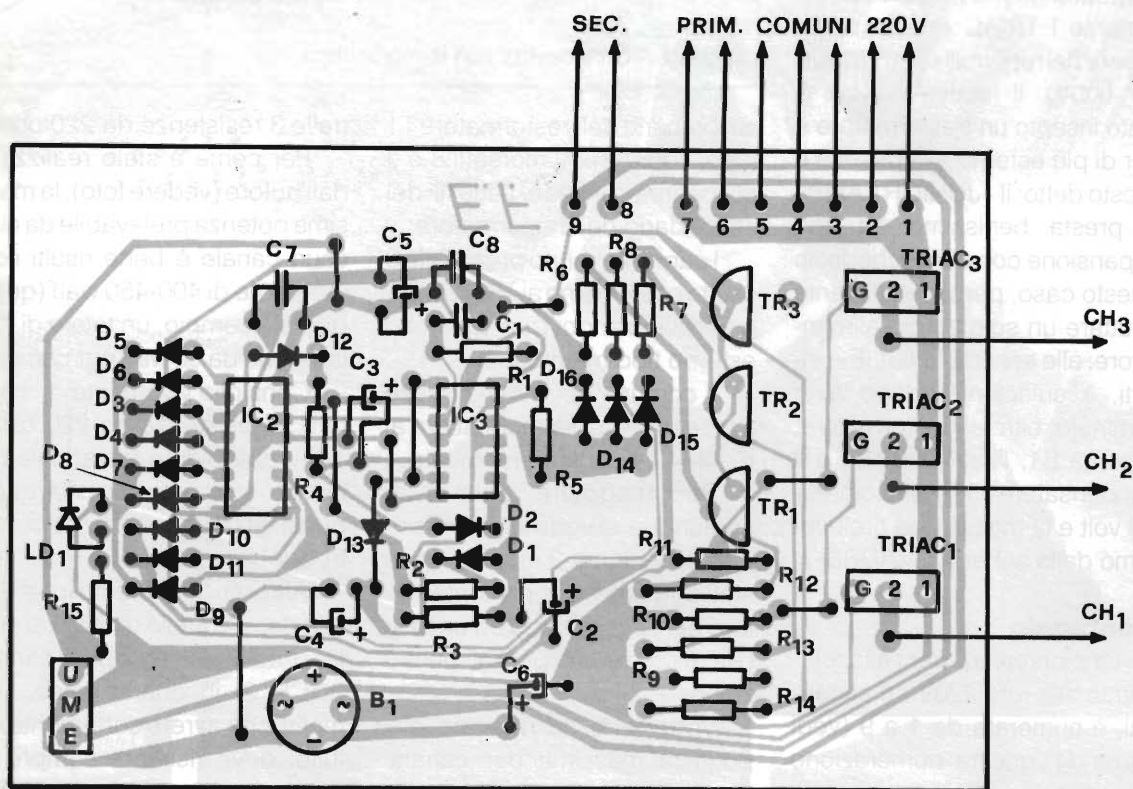 SEC. PRIM. COMUNI 220V
9 8 7 6 5 4 3 2 1
EE
C7 C5 C8 R6 R8 R7 TR3 TRIAC3
G 2 1
CH3
D5 D12 C1
D6 C3 R1 D16
D3 IC2 IC3 TR2 TRIAC2
D4 G 2 1
D7 D15
D8 R4 R5 D14 CH2
D10 D13 D2 TR1
LD1 D11 R2 D1 R11 TRIAC1
R15 R12 G 2 1
D9 C4 R3 C2 R10 R13 CH1
U M E
+ ~ ~ - B1 C6 R9 R14